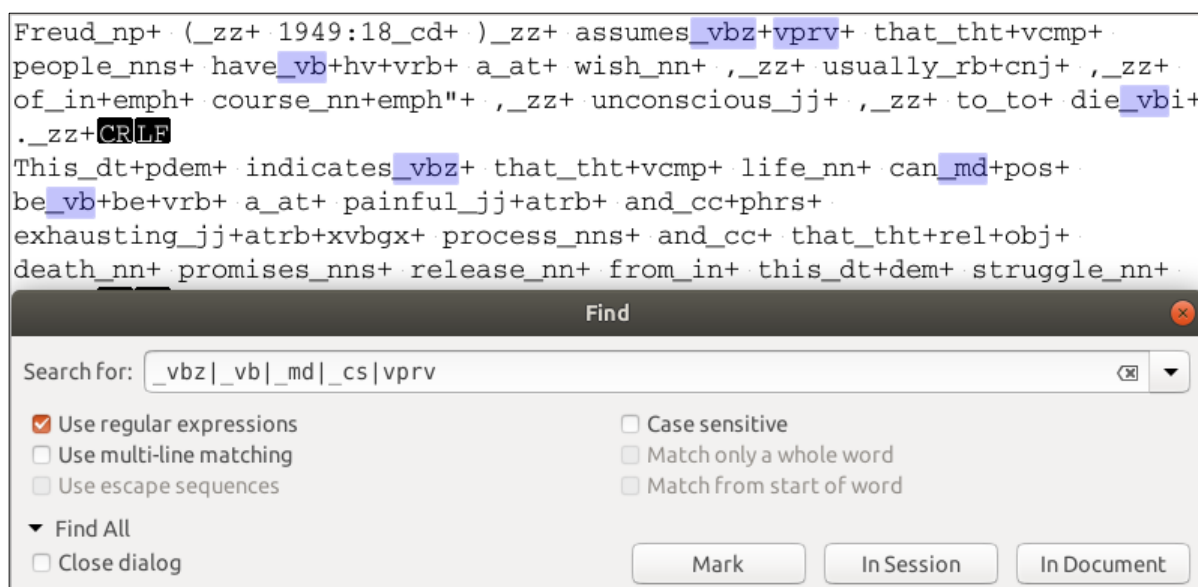 Freud_np+ (_zz+ 1949:18_cd+ )_zz+ assumes_vbz+vprv+ that_tht+vcmp+
people_nns+ have_vb+hv+vrb+ a_at+ wish_nn+ ,_zz+ usually_rb+cnj+ ,_zz+
of_in+emph+ course_nn+emph"+ ,_zz+ unconscious_jj+ ,_zz+ to_to+ die_vbi+
._zz+CRLF
This_dt+pdem+ indicates_vbz+ that_tht+vcmp+ life_nn+ can_md+pos+
be_vb+be+vrb+ a_at+ painful_jj+atrb+ and_cc+phrs+
exhausting_jj+atrb+xvbgx+ process_nns+ and_cc+ that_tht+rel+obj+
death_nn+ promises_nns+ release_nn+ from_in+ this_dt+dem+ struggle_nn+
Find
Search for: _vbz|_vb|_md|_cs|vprv
Use regular expressions
Case sensitive
Use multi-line matching
Match only a whole word
Use escape sequences
Match from start of word
Find All
Close dialog
Mark
In Session
In Document